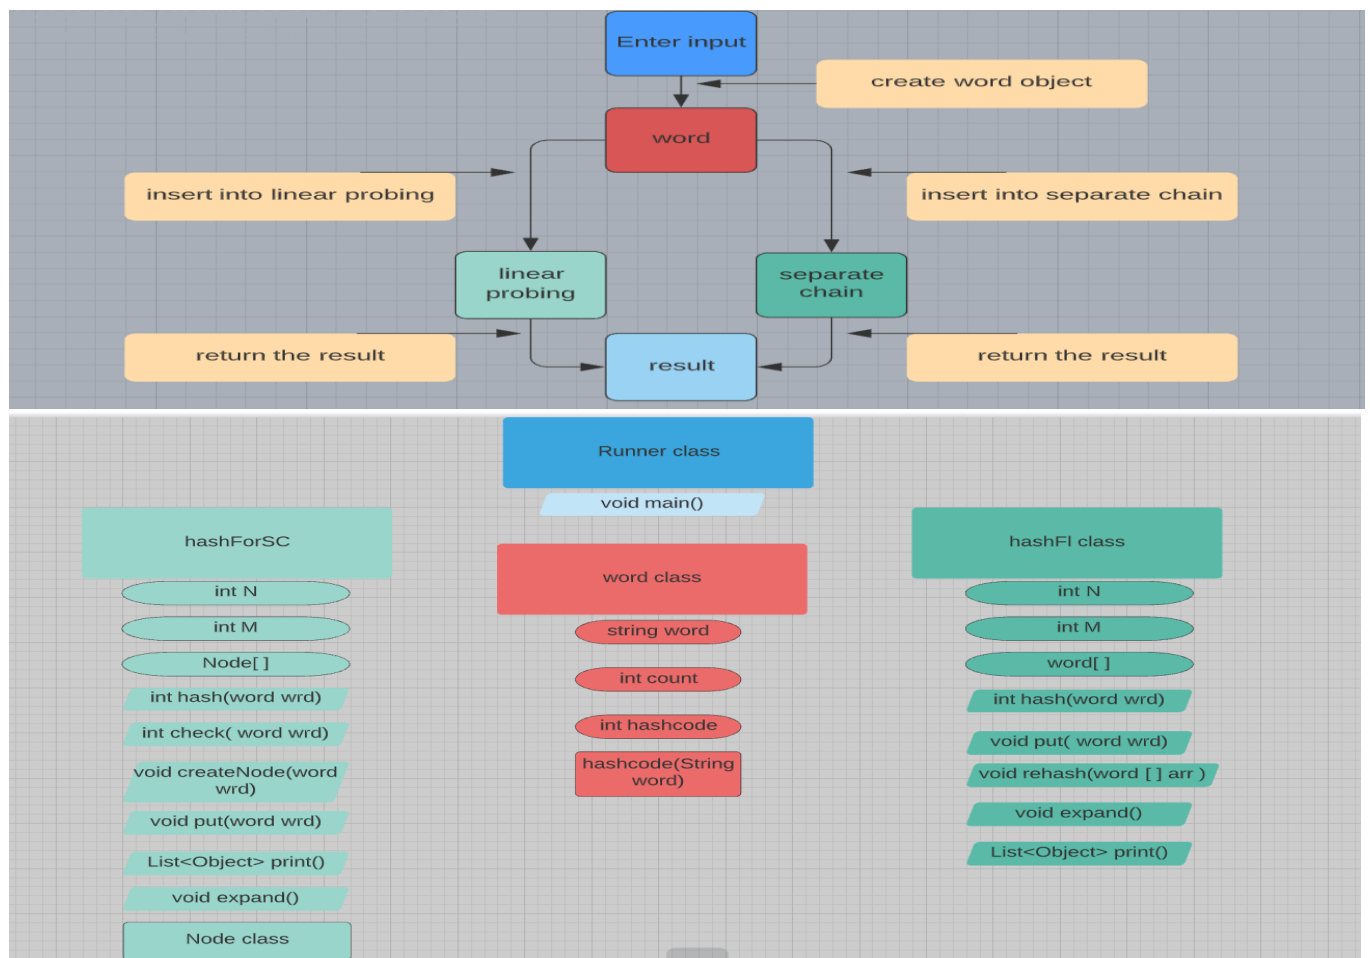 Enter input
create word object
word
insert into linear probing
insert into separate chain
linear
probing
separate
chain
return the result
result
return the result
Runner class
void main()
hashForSC
int N
int M
Node[ ]
int hash(word wrd)
int check( word wrd)
void createNode(word
wrd)
void put(word wrd)
List<Object> print()
void expand()
Node class
word class
string word
int count
int hashcode
hashcode(String
word)
hashFl class
int N
int M
word[ ]
int hash(word wrd)
void put( word wrd)
void rehash(word [ ] arr )
void expand()
List<Object> print()